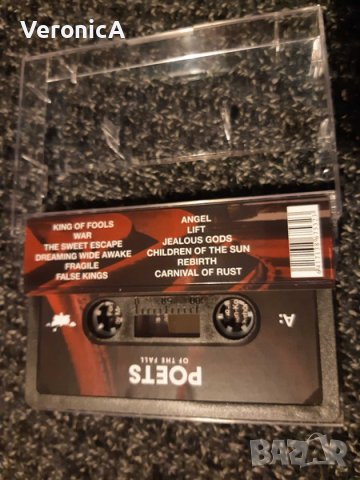 VeronicA
KING OF FOOLS
WAR
THE SWEET ESCAPE
DREAMING WIDE AWAKE
FRAGILE
FALSE KINGS
ANGEL
LIFT
JEALOUS GODS
CHILDREN OF THE SUN
REBIRTH
CARNIVAL OF RUST
A:
POETS
OF THE FALL
BAZAR